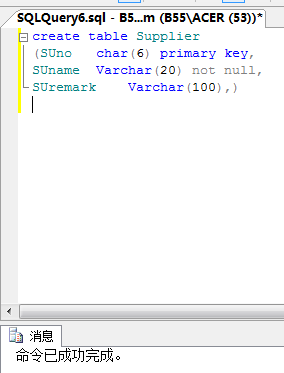 SQLQuery6.sql - B5...m (B55\ACER (53))*
create table Supplier
(SUno char(6) primary key,
SUname Varchar(20) not null,
SUremark Varchar(100),)
消息
命令已成功完成。